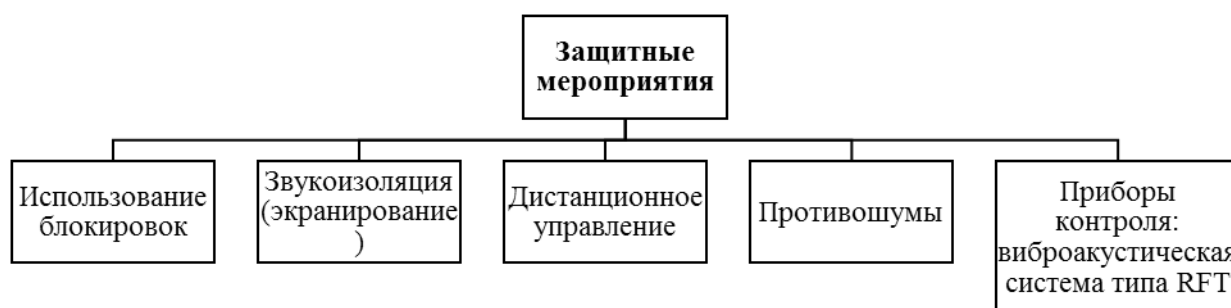 Защитные
мероприятия
Использование
блокировок
Звукоизоляция
(экранирование
)
Дистанционное
управление
Противошумы
Приборы
контроля:
виброакустическая
система типа RFT